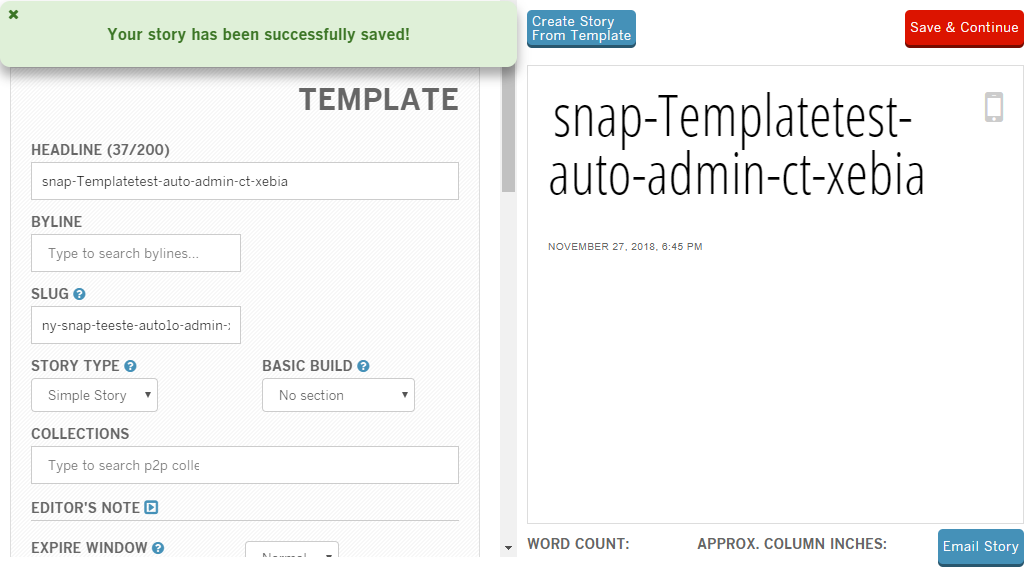 Your story has been successfully saved!
Create Story
From Template
Save & Continue
TEMPLATE
HEADLINE (37/200)
snap-Templatetest-auto-admin-ct-xebia
BYLINE
Type to search bylines...
SLUG
ny-snap-teeste-auto1o-admin-
STORY TYPE
BASIC BUILD
Simple Story
No section
COLLECTIONS
Type to search p2p colle
EDITOR'S NOTE
EXPIRE WINDOW
Normal
snap-Templatetest-
auto-admin-ct-xebia
NOVEMBER 27, 2018, 6:45 PM
WORD COUNT:
APPROX. COLUMN INCHES:
Email Story